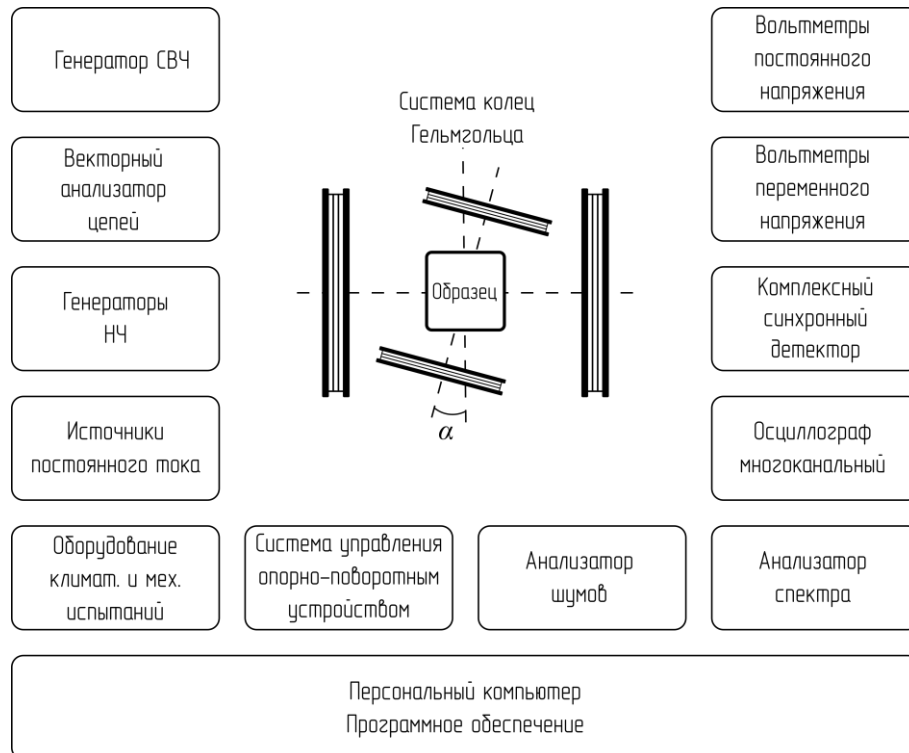 Генератор СВЧ
Векторный
анализатор
цепей
Генераторы
НЧ
Источники
постоянного тока
Оборудование
климат. и мех.
испытаний
Система колец
Гельмгольца
Образец
α
Вольтметры
постоянного
напряжения
Вольтметры
переменного
напряжения
Комплексный
синхронный
детектор
Осциллограф
многоканальный
Система управления
опорно-поворотным
устройством
Анализатор
шумов
Анализатор
спектра
Персональный компьютер
Программное обеспечение